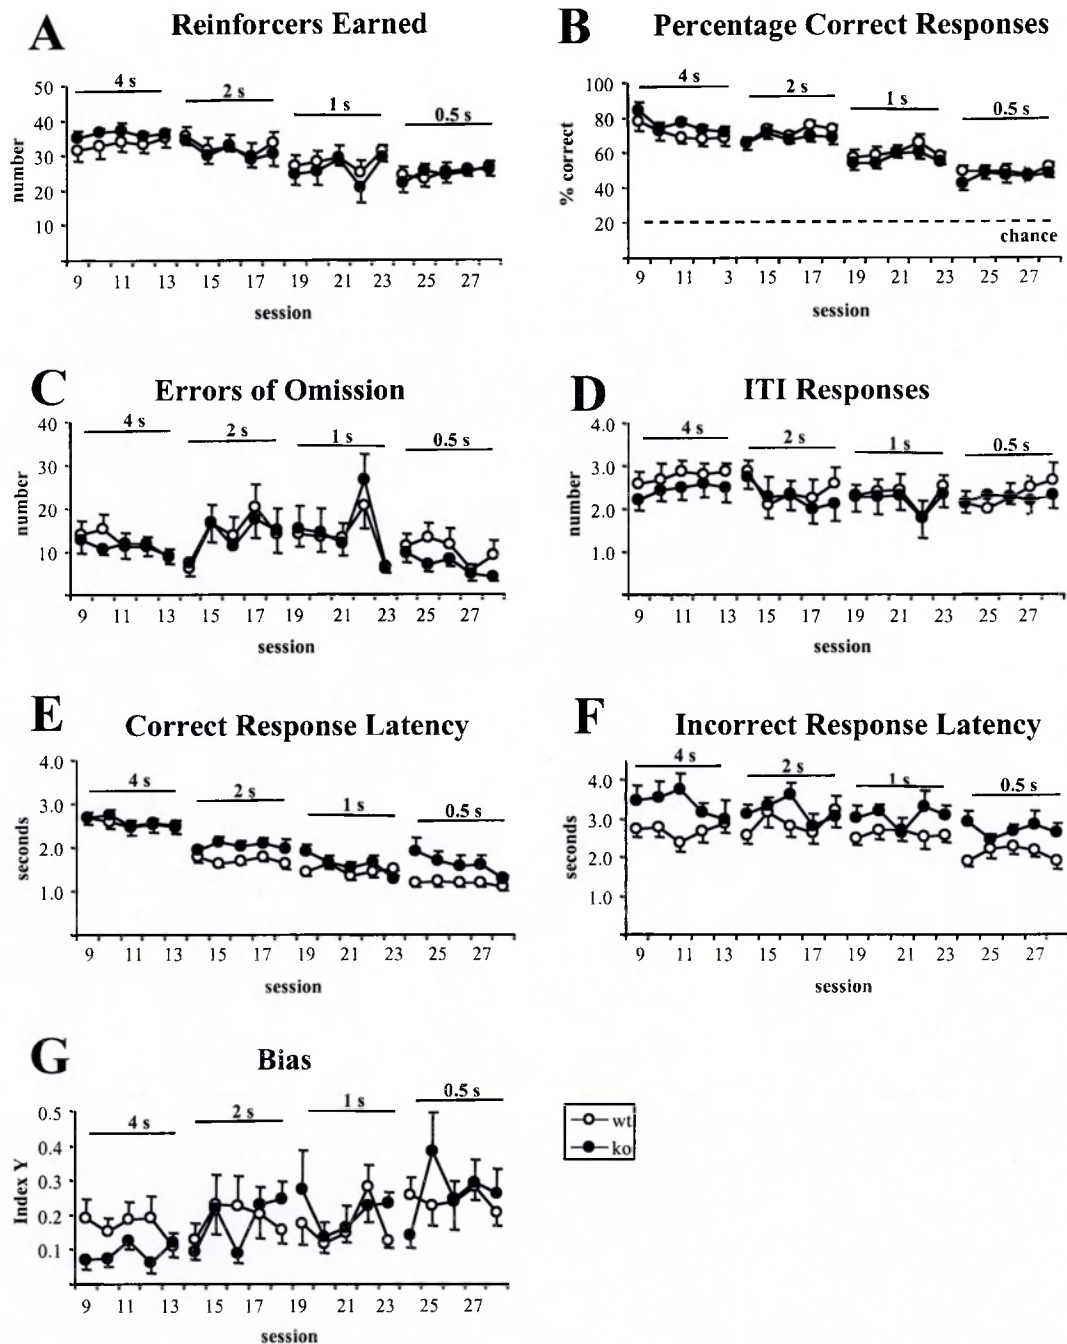 A Reinforcers Earned
4 s 2 s 1 s 0.5 s
50
40
30
20
10
number
9 11 13 15 17 19 21 23 25 27
session
B Percentage Correct Responses
4 s 2 s 1 s 0.5 s
100
80
60
40
20
% correct
chance
9 11 3 15 17 19 21 23 25 27
session
C Errors of Omission
4 s 2 s 1 s 0.5 s
40
30
20
10
number
9 11 13 15 17 19 21 23 25 27
session
D ITI Responses
4 s 2 s 1 s 0.5 s
4.0
3.0
2.0
1.0
number
9 11 13 15 17 19 21 23 25 27
session
E Correct Response Latency
4 s 2 s 1 s 0.5 s
4.0
3.0
2.0
1.0
seconds
9 11 13 15 17 19 21 23 25 27
session
F Incorrect Response Latency
4 s 2 s 1 s 0.5 s
4.0
3.0
2.0
1.0
seconds
9 11 13 15 17 19 21 23 25 27
session
G Bias
4 s 2 s 1 s 0.5 s
0.5
0.4
0.3
0.2
0.1
Index Y
9 11 13 15 17 19 21 23 25 27
session
wt
ko